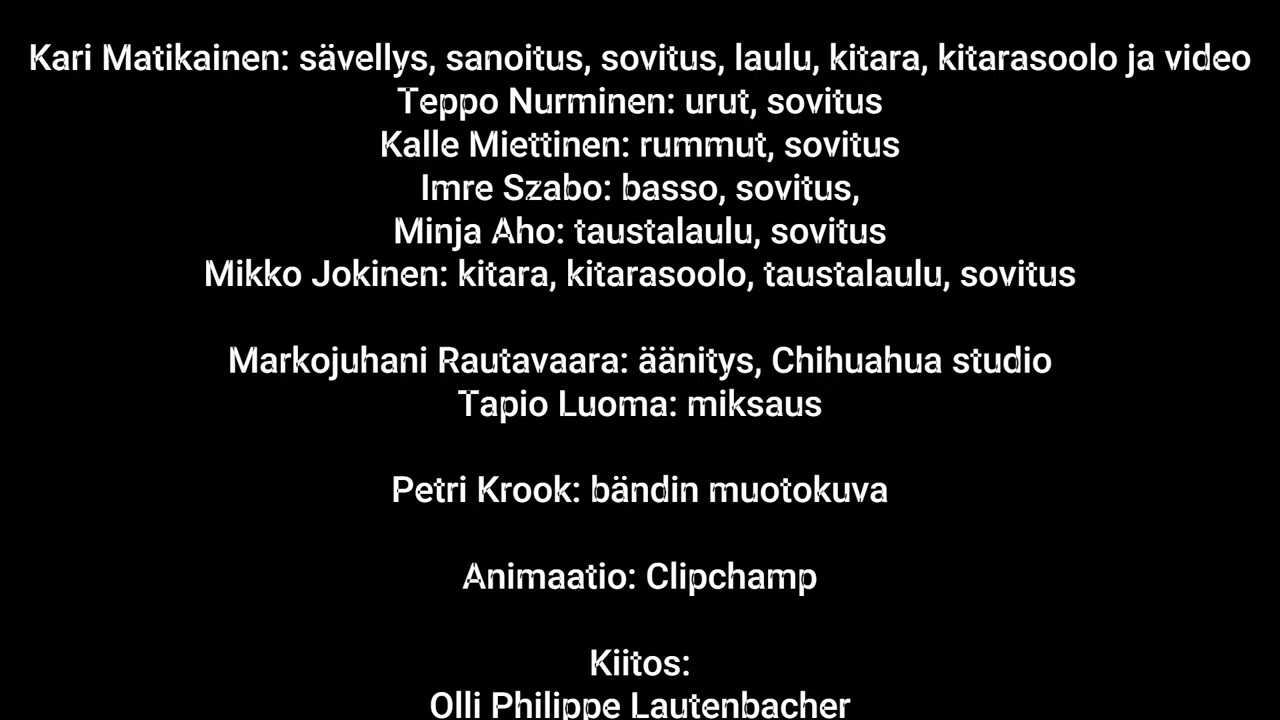 Kari Matikainen: sävellys, sanoitus, sovitus, laulu, kitara, kitarasoolo ja video
Teppo Nurminen: urut, sovitus
Kalle Miettinen: rummut, sovitus
Imre Szabo: basso, sovitus,
Minja Aho: taustalaulu, sovitus
Mikko Jokinen: kitara, kitarasoolo, taustalaulu, sovitus
Markojuhani Rautavaara: äänitys, Chihuahua studio
Tapio Luoma: miksaus
Petri Krook: bändin muotokuva
Animaatio: Clipchamp
Kiitos:
Olli Philippe Lautenbacher